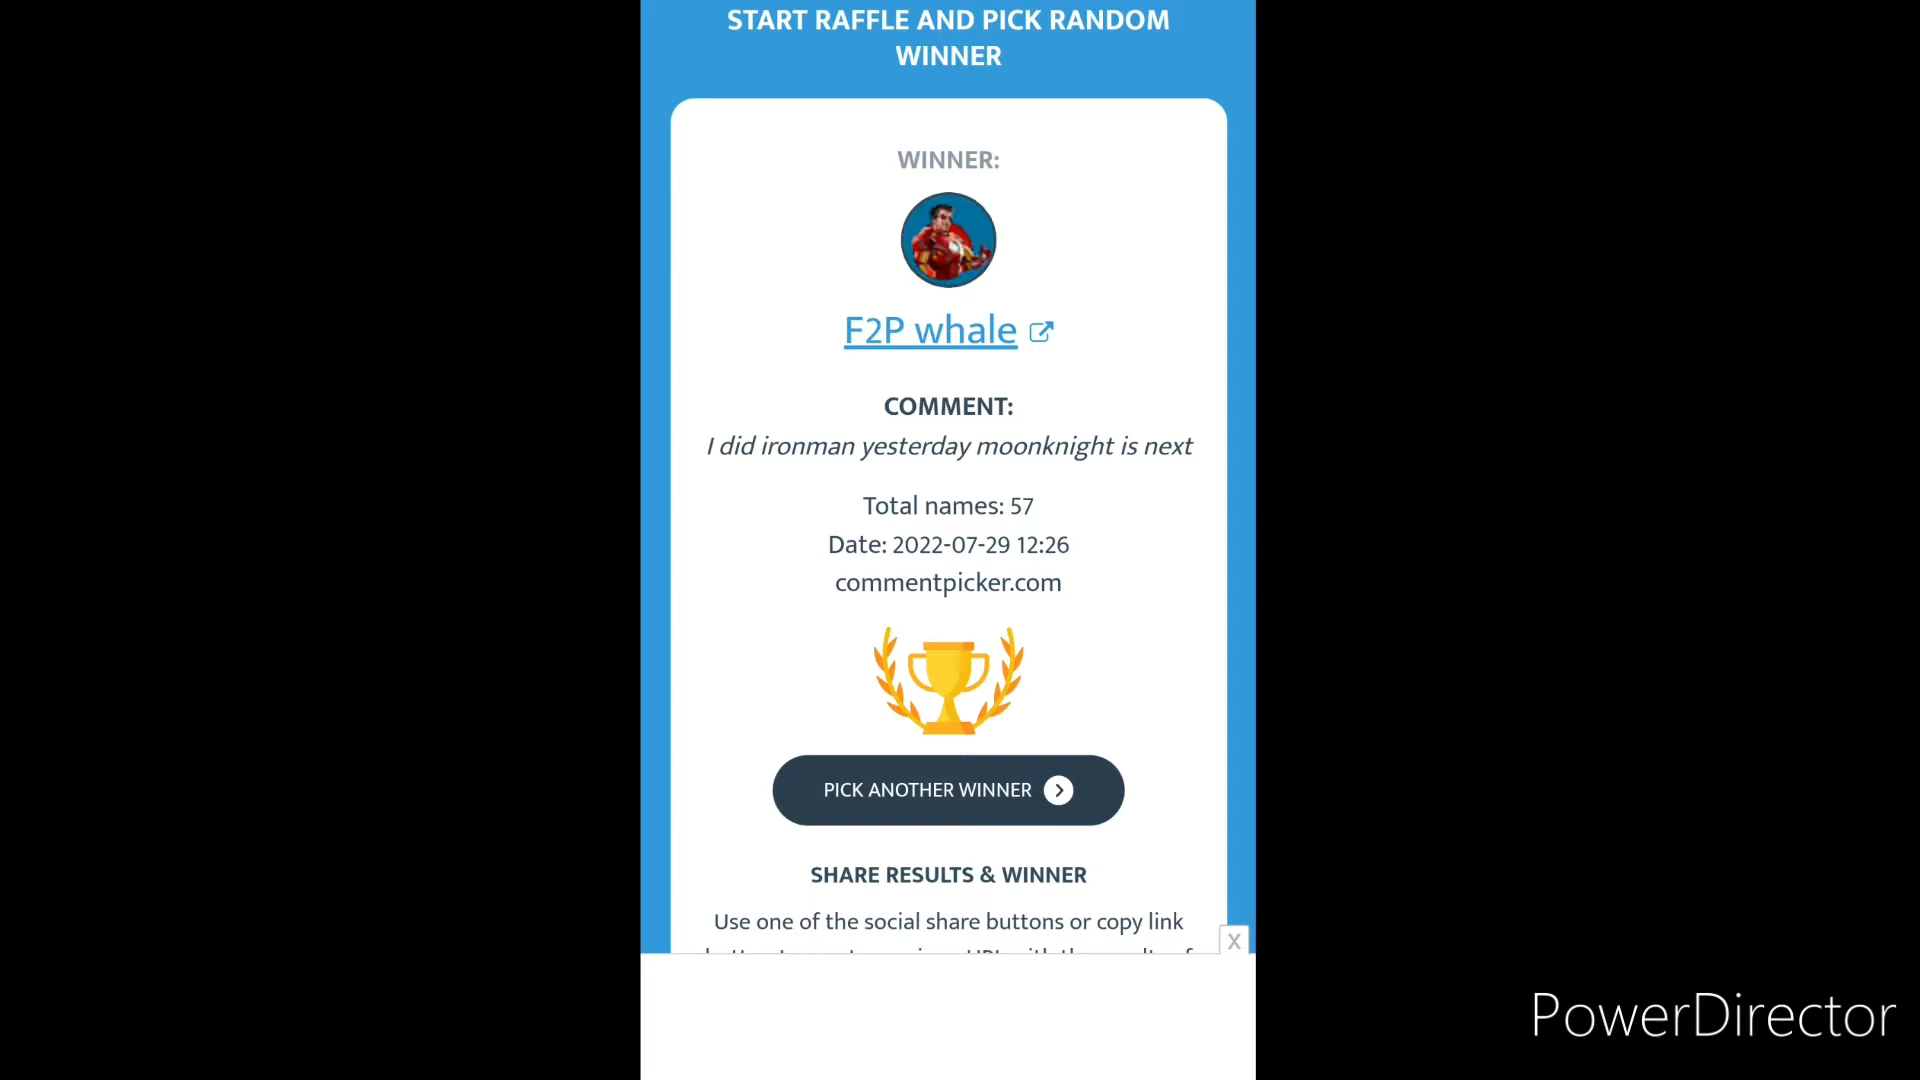 START RAFFLE AND PICK RANDOM
WINNER
WINNER:
F2P whale
COMMENT:
I did ironman yesterday moonknight is next
Total names: 57
Date: 2022-07-29 12:26
commentpicker.com
PICK ANOTHER WINNER
SHARE RESULTS & WINNER
Use one of the social share buttons or copy link
X
PowerDirector